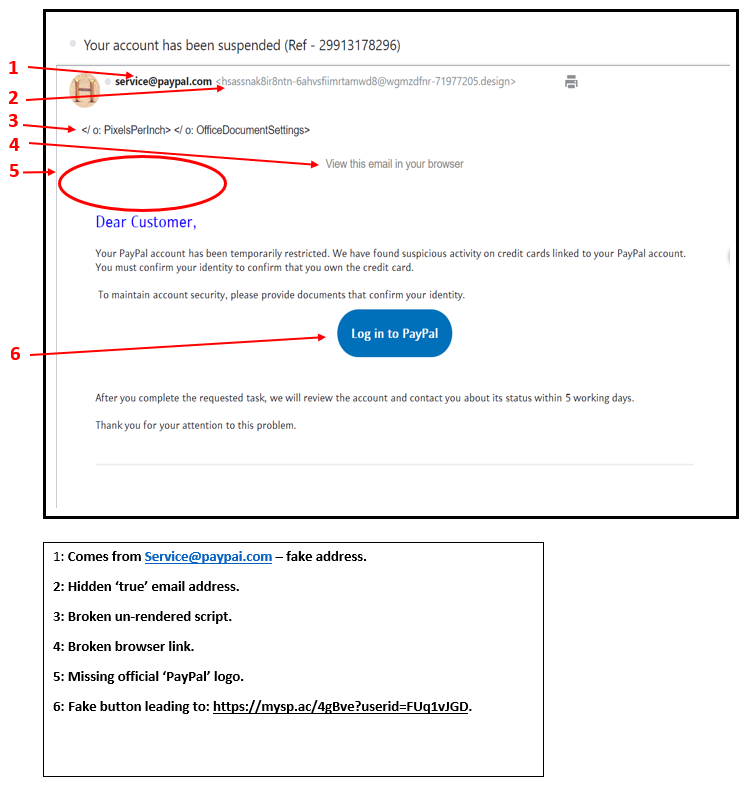 Your account has been suspended (Ref - 29913178296)
1 service@paypal.com <hsassnak8ir8ntn-6ahvsfiimrtamwd8@wgmzdfnr-71977205.design>
2
3 </ o: PixelsPerInch> </ o: OfficeDocumentSettings>
4 View this email in your browser
5
Dear Customer,
Your PayPal account has been temporarily restricted. We have found suspicious activity on credit cards linked to your PayPal account.
You must confirm your identity to confirm that you own the credit card.
To maintain account security, please provide documents that confirm your identity.
6 Log in to PayPal
After you complete the requested task, we will review the account and contact you about its status within 5 working days.
Thank you for your attention to this problem.
1: Comes from Service@paypai.com – fake address.
2: Hidden ‘true’ email address.
3: Broken un-rendered script.
4: Broken browser link.
5: Missing official ‘PayPal’ logo.
6: Fake button leading to: https://mysp.ac/4gBve?userid=FUq1vJGD.